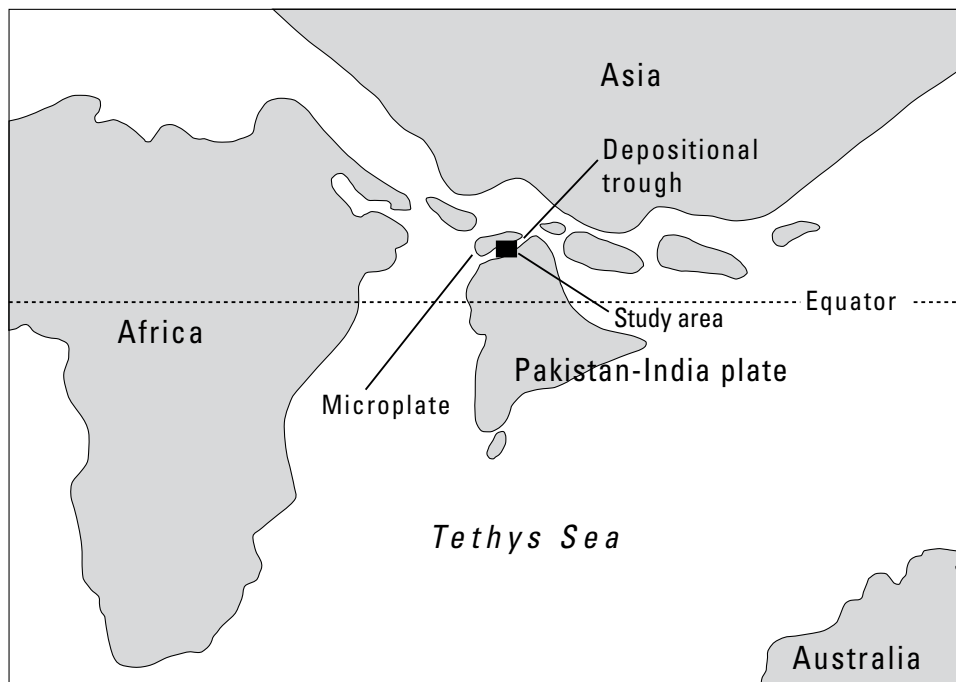 Asia
Depositional
trough
Equator
Study area
Africa
Pakistan-India plate
Microplate
Tethys Sea
Australia